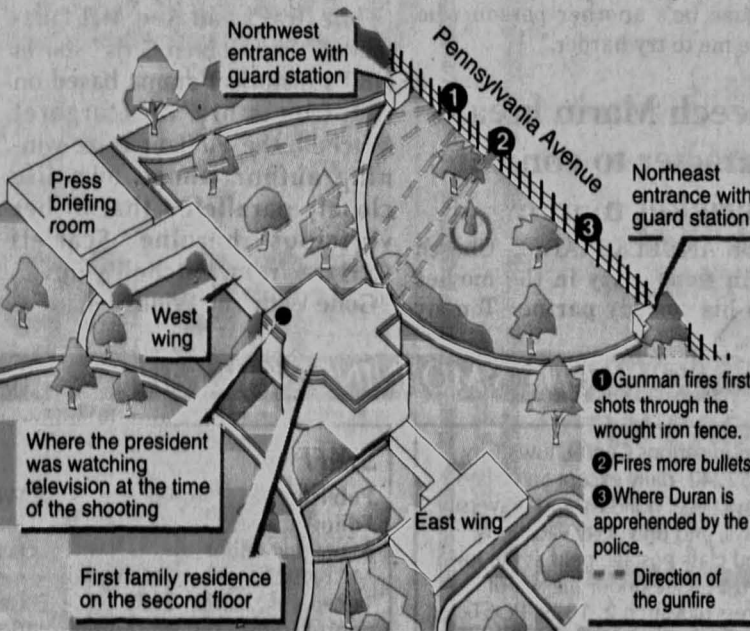 Northwest
entrance with
guard station
Pennsylvania Avenue
1
2
3
Northeast
entrance with
guard station
Press
briefing
room
West
wing
Where the president
was watching
television at the time
of the shooting
First family residence
on the second floor
East wing
1 Gunman fires first
shots through the
wrought iron fence.
2 Fires more bullets
3 Where Duran is
apprehended by the
police.
Direction of
the gunfire